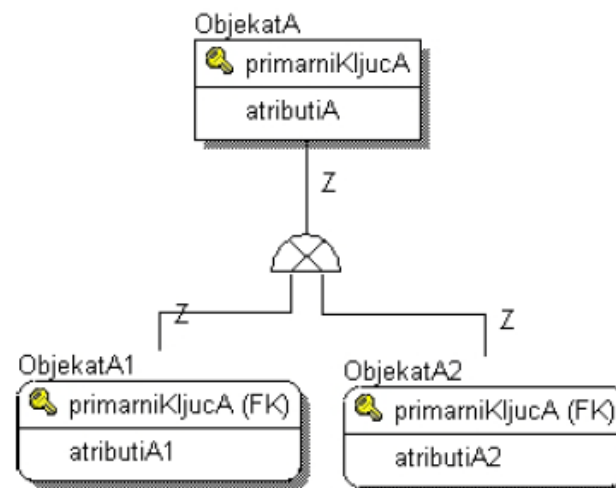 ObjekatA
primarniKljucA
atributiA
Z
Z
Z
ObjekatA1
primarniKljucA (FK)
atributiA1
ObjekatA2
primarniKljucA (FK)
atributiA2